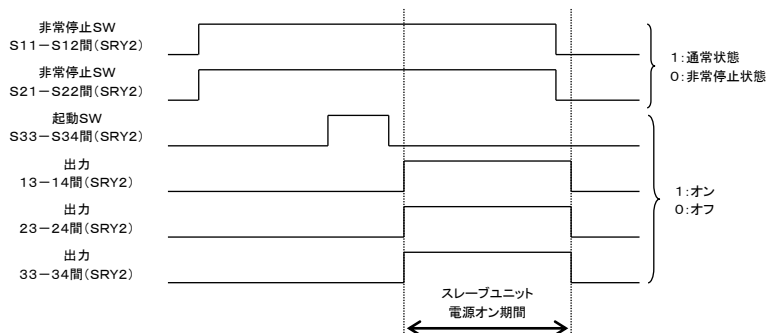 非常停止SW
S11－S12間(SRY2)
非常停止SW
S21－S22間(SRY2)
1:通常状態
0:非常停止状態
起動SW
S33－S34間(SRY2)
出力
13－14間(SRY2)
出力
23－24間(SRY2)
出力
33－34間(SRY2)
1:オン
0:オフ
スレーブユニット
電源オン期間